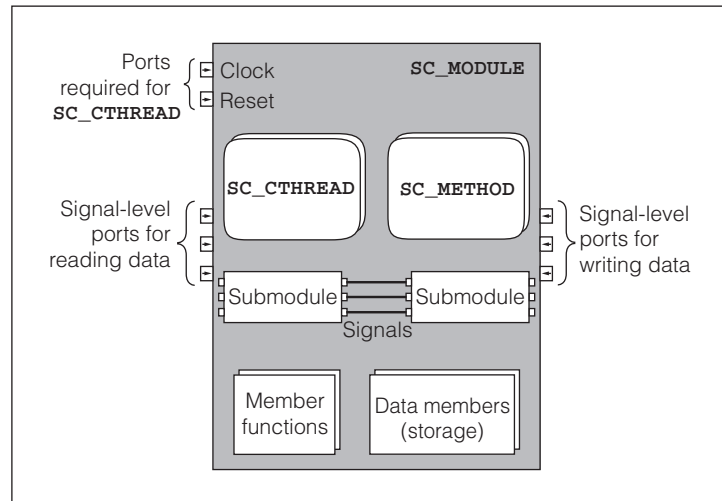 Ports
required for
SC_CTHREAD
Clock
Reset
SC_MODULE
SC_CTHREAD
SC_METHOD
Signal-level
ports for
reading data
Signal-level
ports for
writing data
Submodule
Submodule
Signals
Member
functions
Data members
(storage)